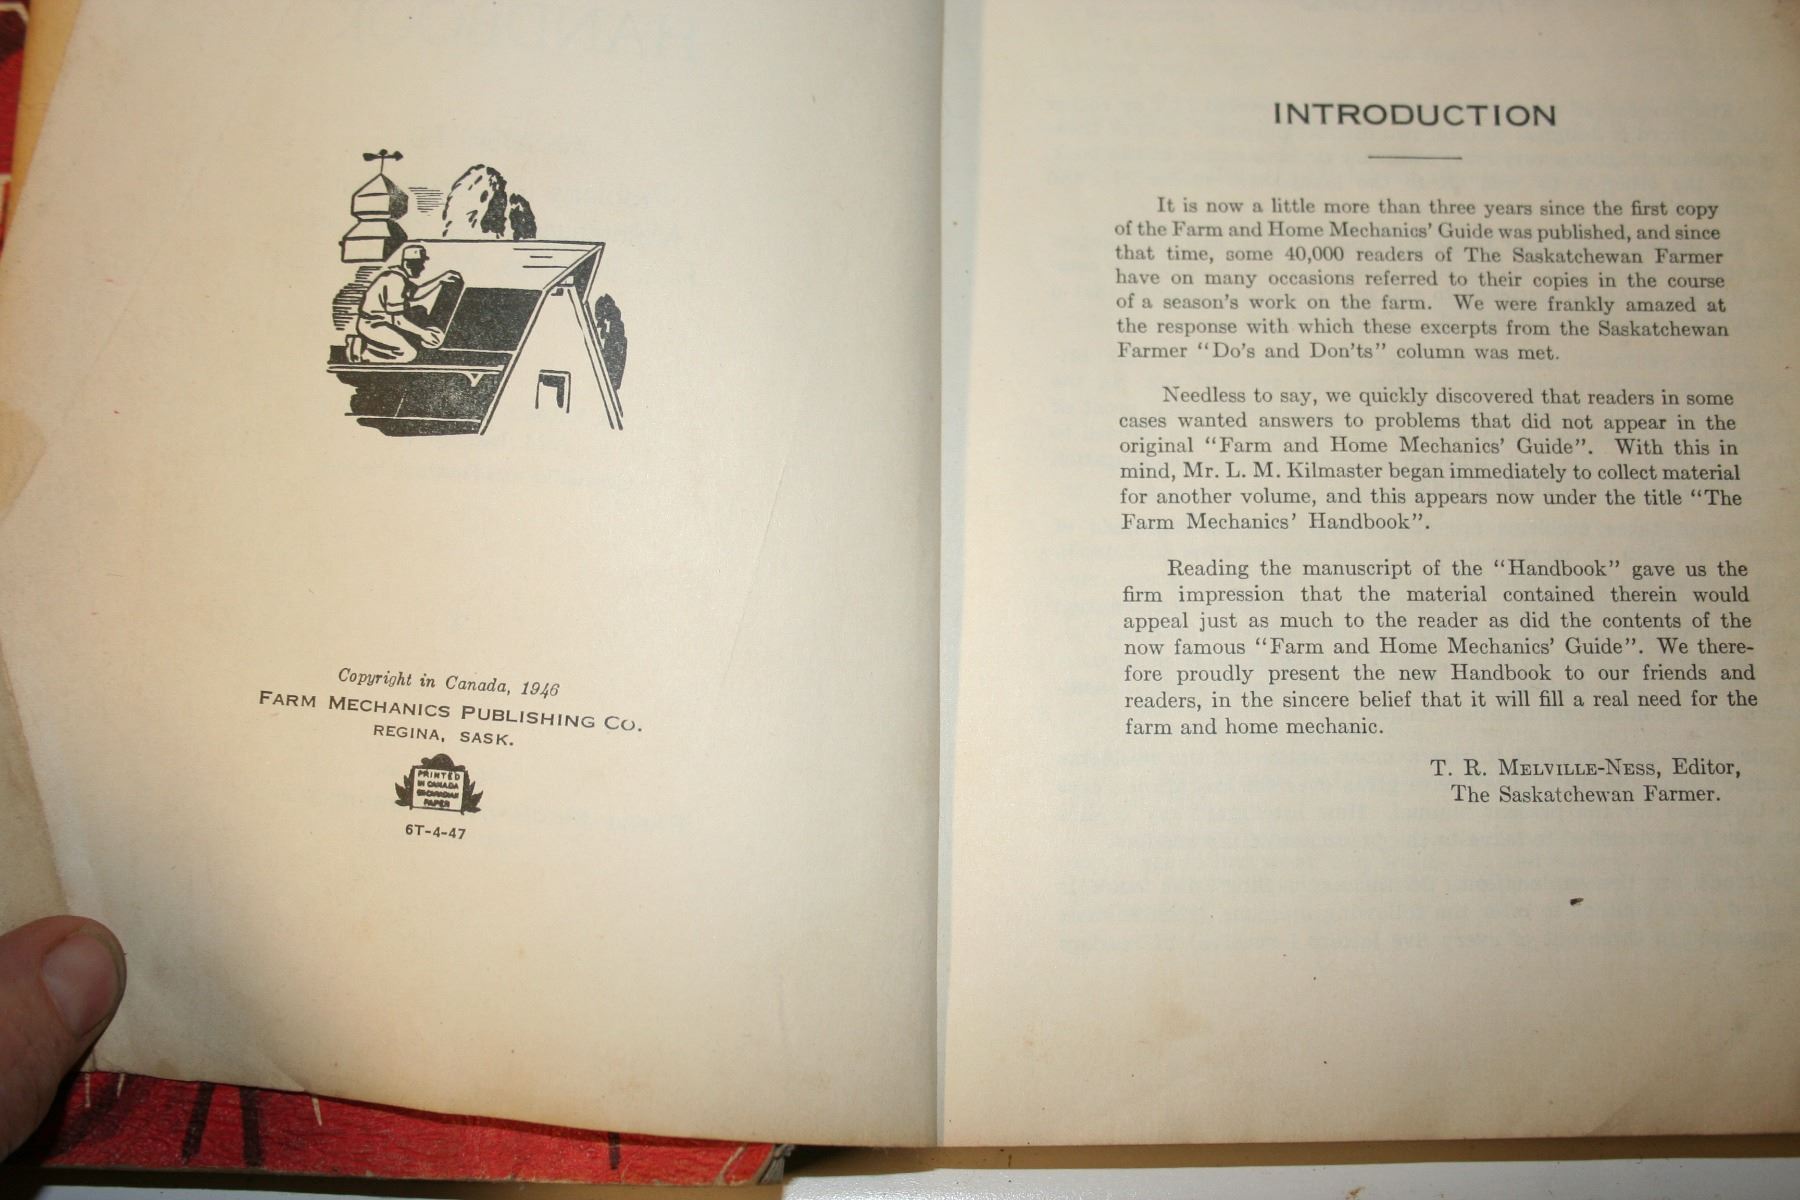 Copyright in Canada, 1946
FARM MECHANICS PUBLISHING CO.
REGINA, SASK.
PRINTED
IN CANADA
ON CANADIAN
PAPER
6T-4-47
INTRODUCTION
It is now a little more than three years since the first copy
of the Farm and Home Mechanics’ Guide was published, and since
that time, some 40,000 readers of The Saskatchewan Farmer
have on many occasions referred to their copies in the course
of a season’s work on the farm. We were frankly amazed at
the response with which these excerpts from the Saskatchewan
Farmer “Do’s and Don’ts” column was met.
Needless to say, we quickly discovered that readers in some
cases wanted answers to problems that did not appear in the
original “Farm and Home Mechanics’ Guide”. With this in
mind, Mr. L. M. Kilmaster began immediately to collect material
for another volume, and this appears now under the title “The
Farm Mechanics’ Handbook”.
Reading the manuscript of the “Handbook” gave us the
firm impression that the material contained therein would
appeal just as much to the reader as did the contents of the
now famous “Farm and Home Mechanics’ Guide”. We there-
fore proudly present the new Handbook to our friends and
readers, in the sincere belief that it will fill a real need for the
farm and home mechanic.
T. R. MELVILLE-NESS, Editor,
The Saskatchewan Farmer.